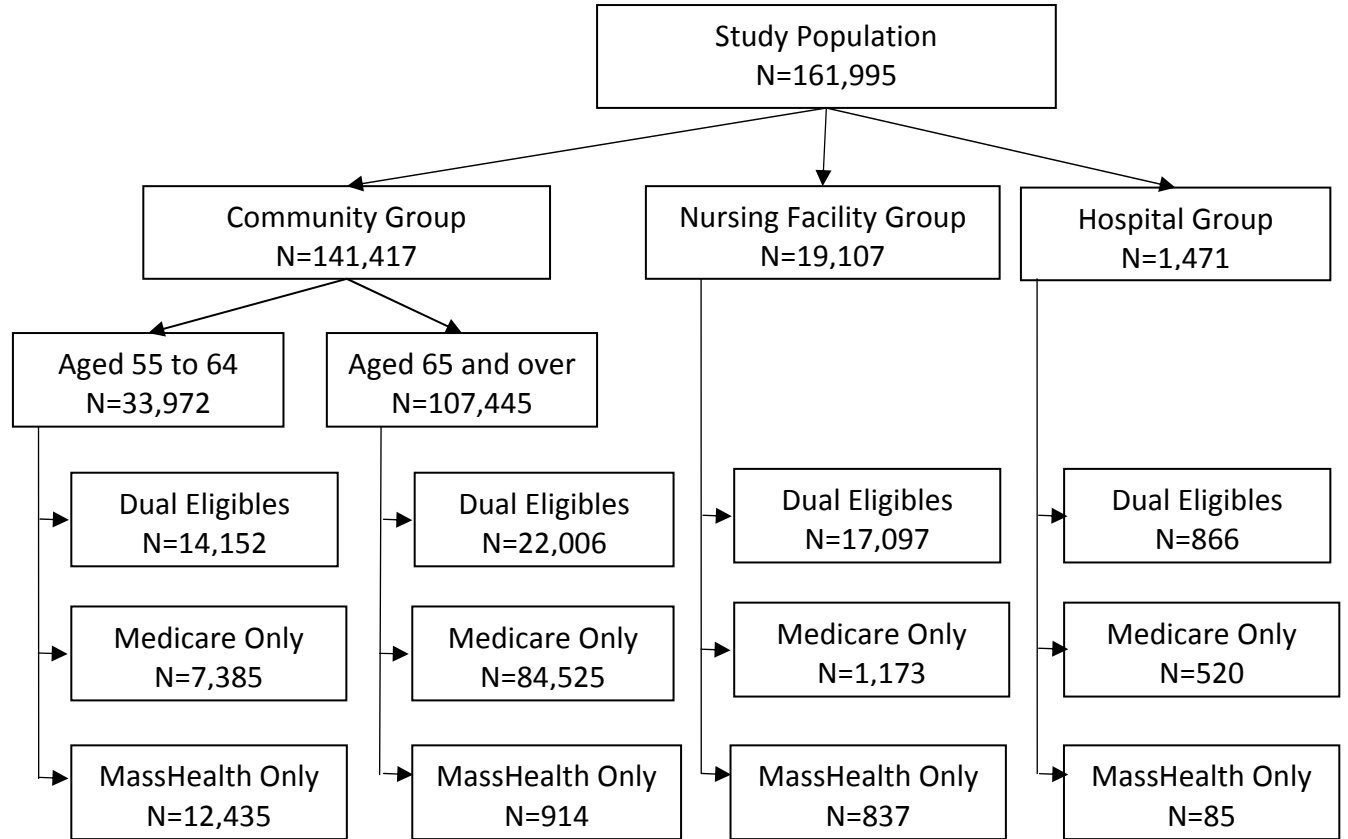 Study Population
N=161,995
Community Group
N=141,417
Nursing Facility Group
N=19,107
Hospital Group
N=1,471
Aged 55 to 64
N=33,972
Aged 65 and over
N=107,445
Dual Eligibles
N=14,152
Dual Eligibles
N=22,006
Dual Eligibles
N=17,097
Dual Eligibles
N=866
Medicare Only
N=7,385
Medicare Only
N=84,525
Medicare Only
N=1,173
Medicare Only
N=520
MassHealth Only
N=12,435
MassHealth Only
N=914
MassHealth Only
N=837
MassHealth Only
N=85